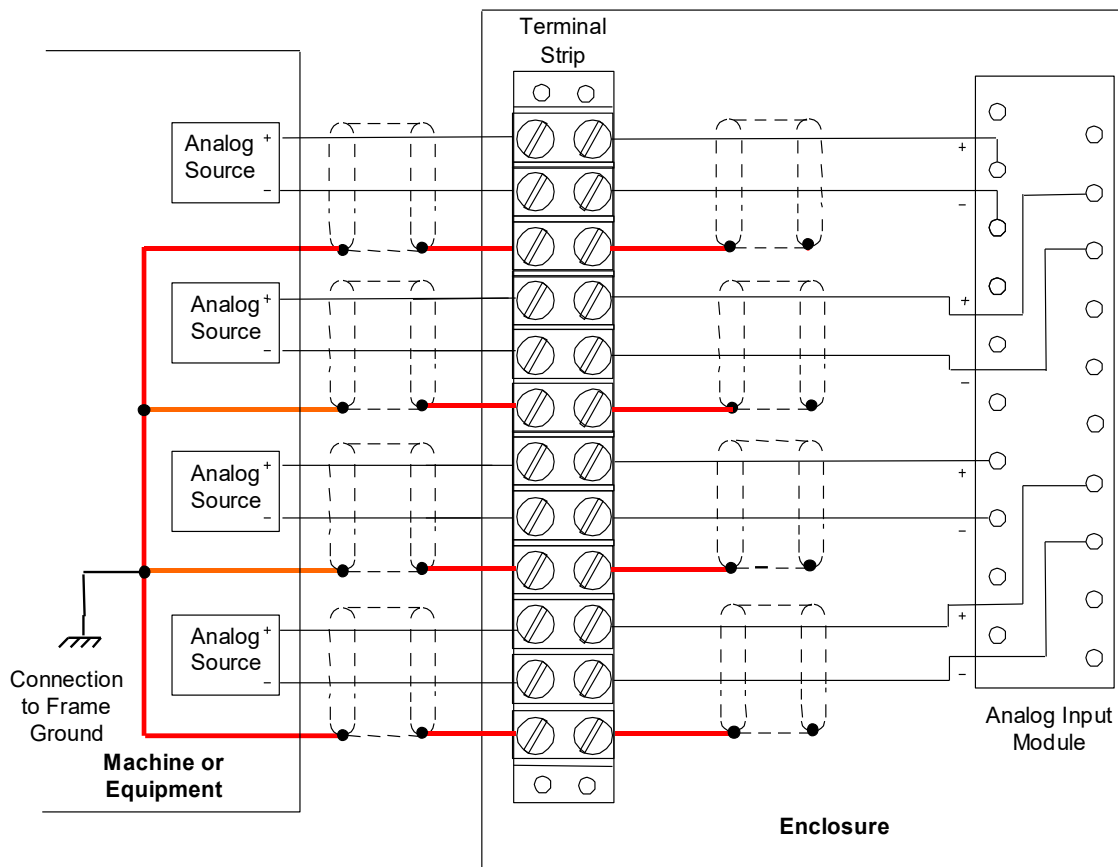 Terminal
Strip
Analog
Source
+
−
+
−
Analog
Source
+
−
+
−
Analog
Source
+
−
+
−
Analog
Source
+
−
+
−
Connection
to Frame
Ground
Machine or
Equipment
Analog Input
Module
Enclosure